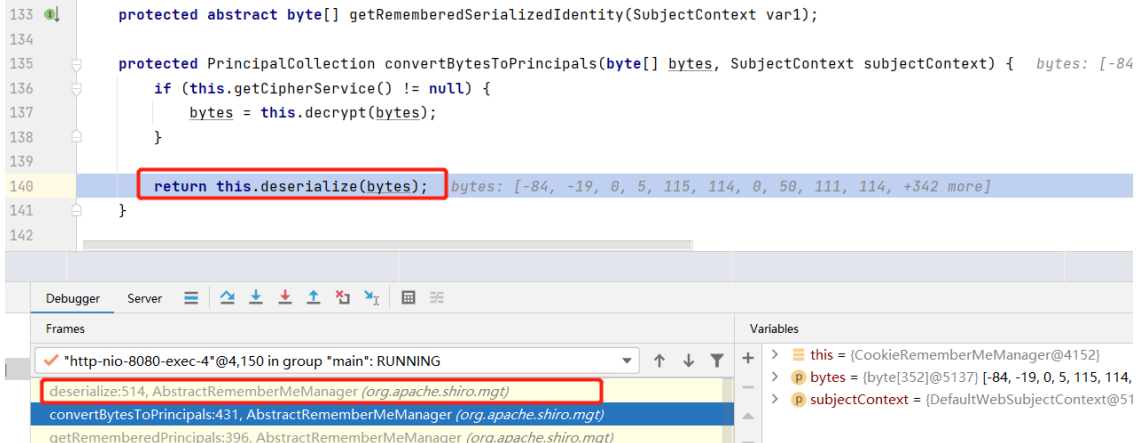 133 protected abstract byte[] getRememberedSerializedIdentity(SubjectContext var1);
134
135 protected PrincipalCollection convertBytesToPrincipals(byte[] bytes, SubjectContext subjectContext) { bytes: [-84
136 if (this.getCipherService() != null) {
137 bytes = this.decrypt(bytes);
138 }
139
140 return this.deserialize(bytes); bytes: [-84, -19, 0, 5, 115, 114, 0, 50, 111, 114, +342 more]
141 }
142
Debugger Server
Frames Variables
"http-nio-8080-exec-4"@4,150 in group "main": RUNNING
this = {CookieRememberMeManager@4152}
deserialize:514, AbstractRememberMeManager (org.apache.shiro.mgt)
bytes = {byte[352]@5137} [-84, -19, 0, 5, 115, 114,
convertBytesToPrincipals:431, AbstractRememberMeManager (org.apache.shiro.mgt)
subjectContext = {DefaultWebSubjectContext@51
getRememberedPrincipals:396, AbstractRememberMeManager (org.apache.shiro.mgt)